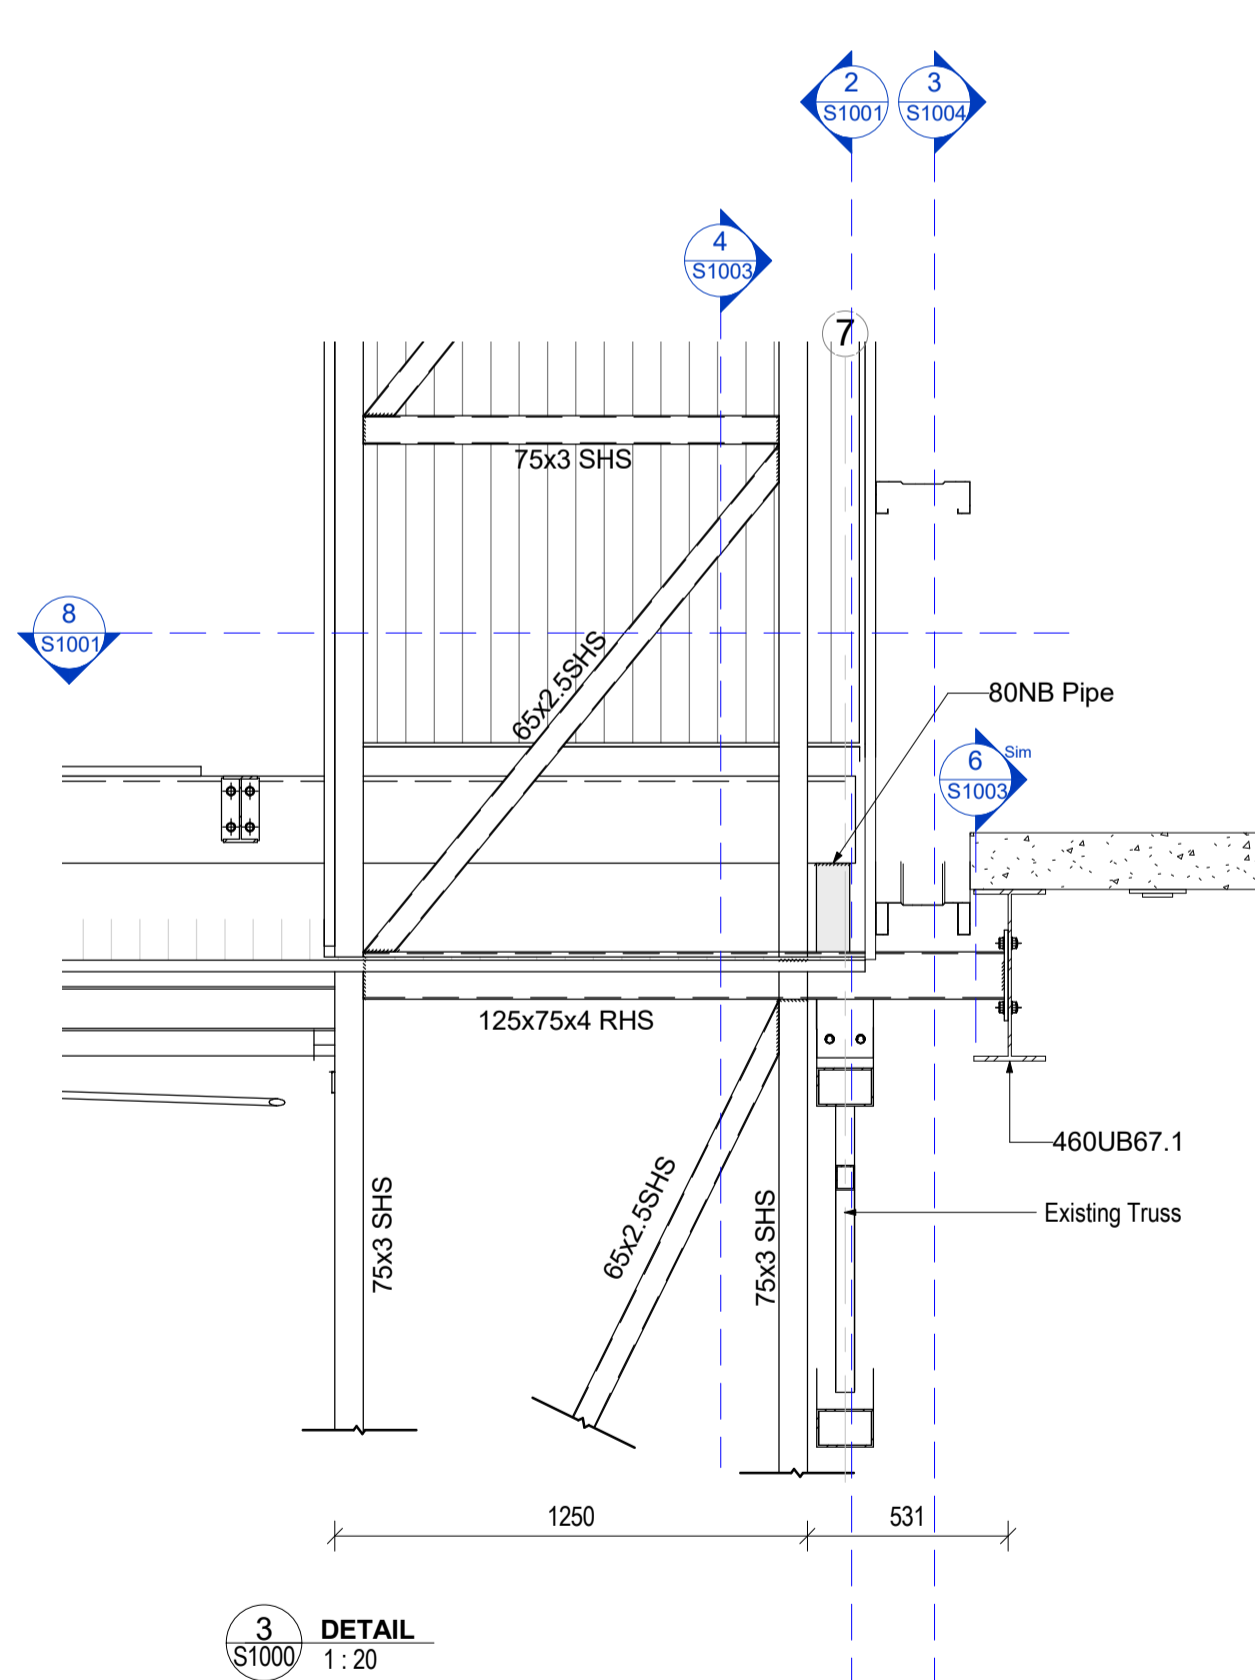 2
S1001
3
S1004
4
S1003
7
75x3 SHS
8
S1001
65x2.5SHS
80NB Pipe
6
Sim
S1003
125x75x4 RHS
460UB67.1
75x3 SHS
65x2.5SHS
75x3 SHS
Existing Truss
1250
531
3
S1000
DETAIL
1 : 20